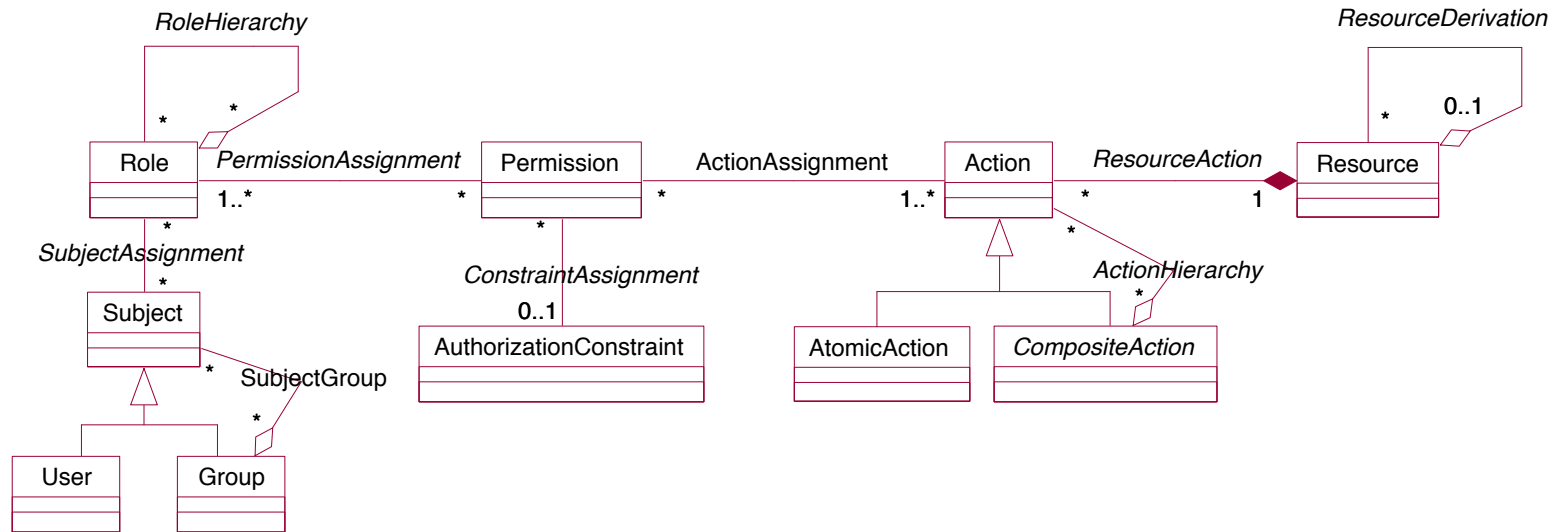 RoleHierarchy
ResourceDerivation
*
*
*
0..1
Role
PermissionAssignment
Permission
ActionAssignment
Action
ResourceAction
Resource
1..*
*
*
1..*
*
1
*
SubjectAssignment
*
*
ConstraintAssignment
0..1
*
ActionHierarchy
*
Subject
AuthorizationConstraint
AtomicAction
CompositeAction
*
SubjectGroup
*
User
Group